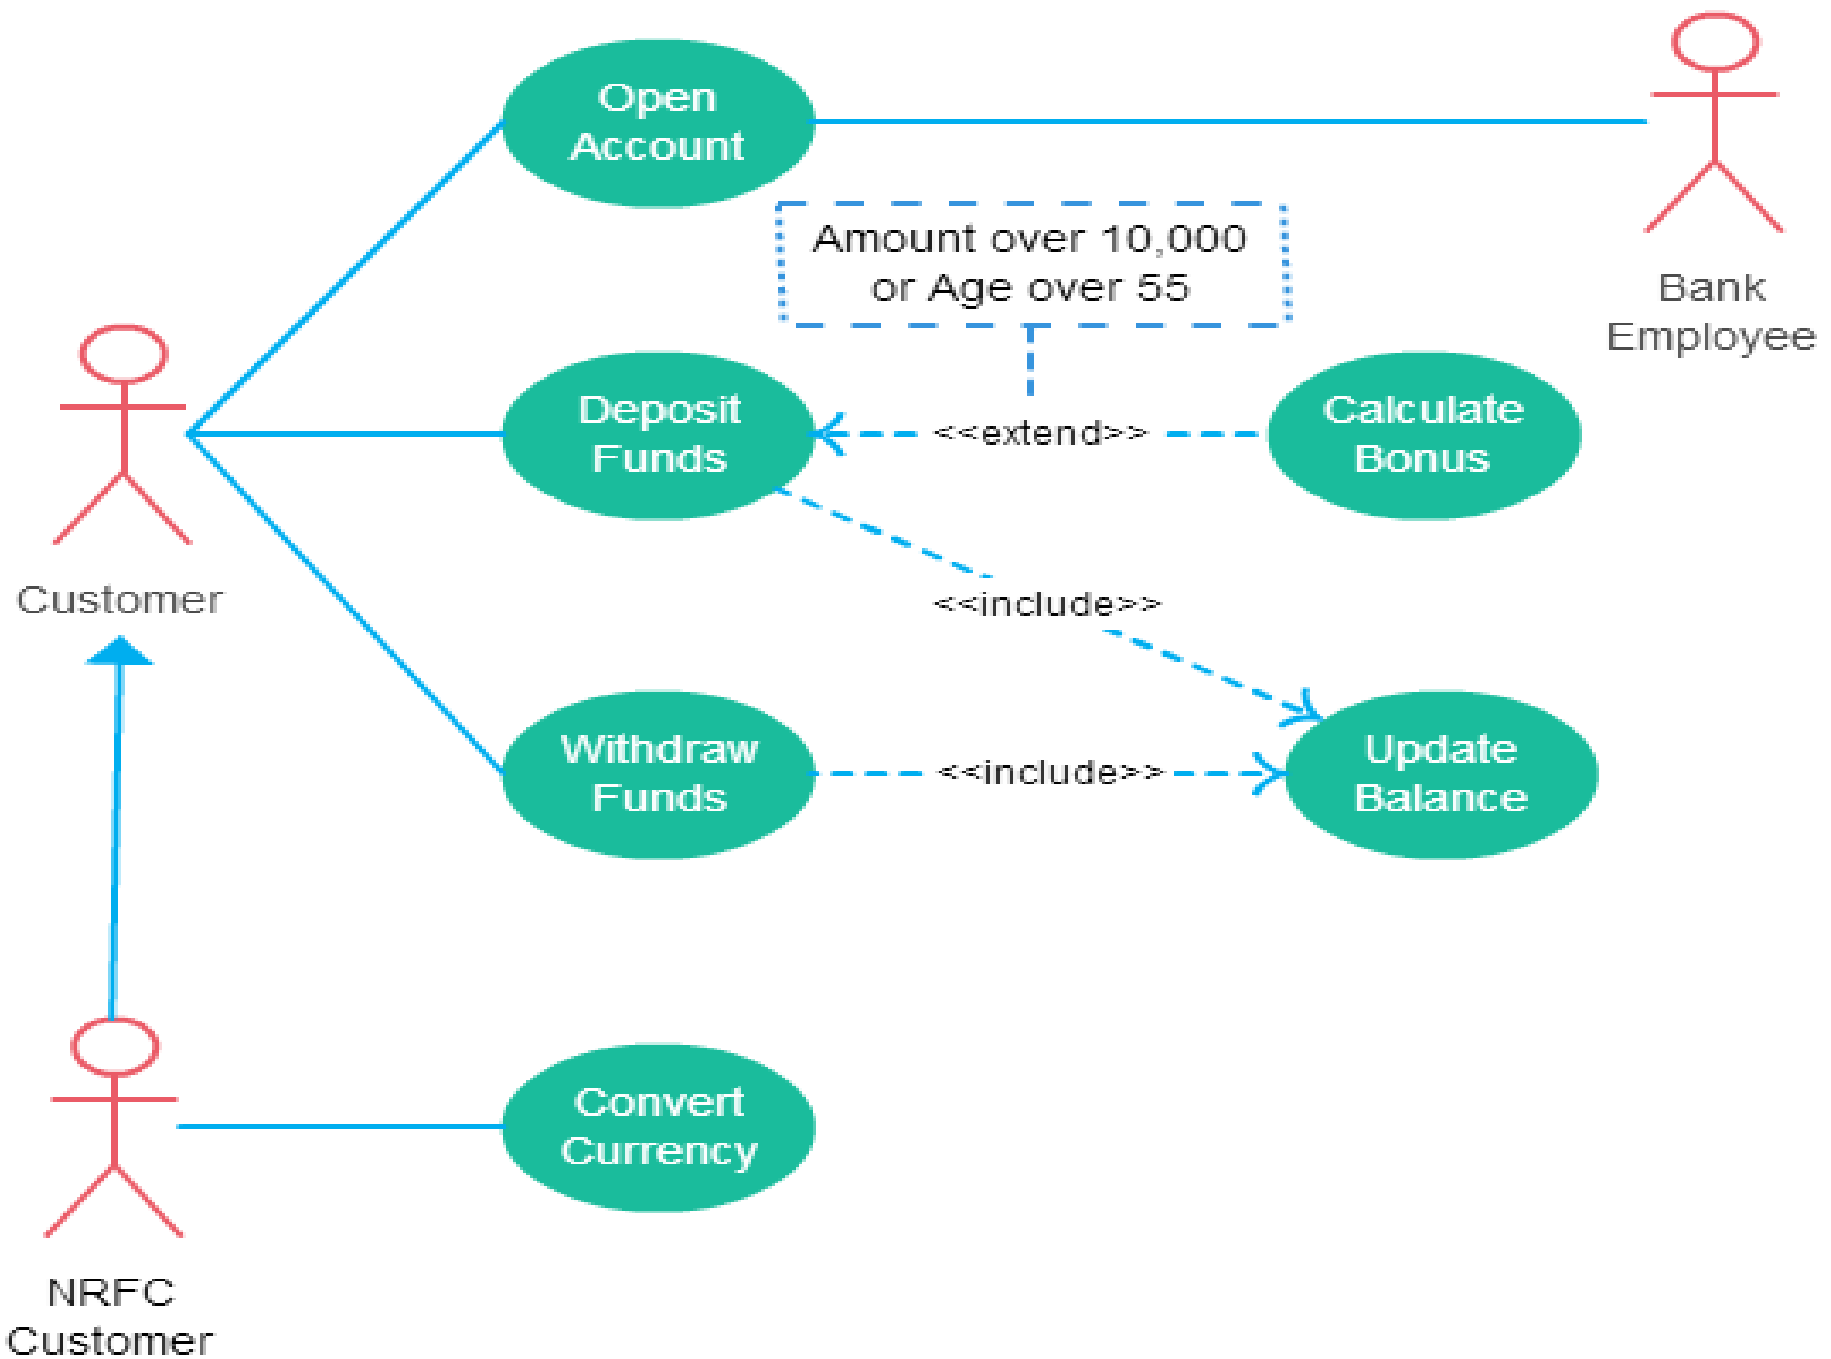 Open
Account
Amount over 10,000
or Age over 55
Bank
Employee
Deposit
Funds
<<extend>>
Calculate
Bonus
Customer
<<include>>
Withdraw
Funds
<<include>>
Update
Balance
Convert
Currency
NRFC
Customer